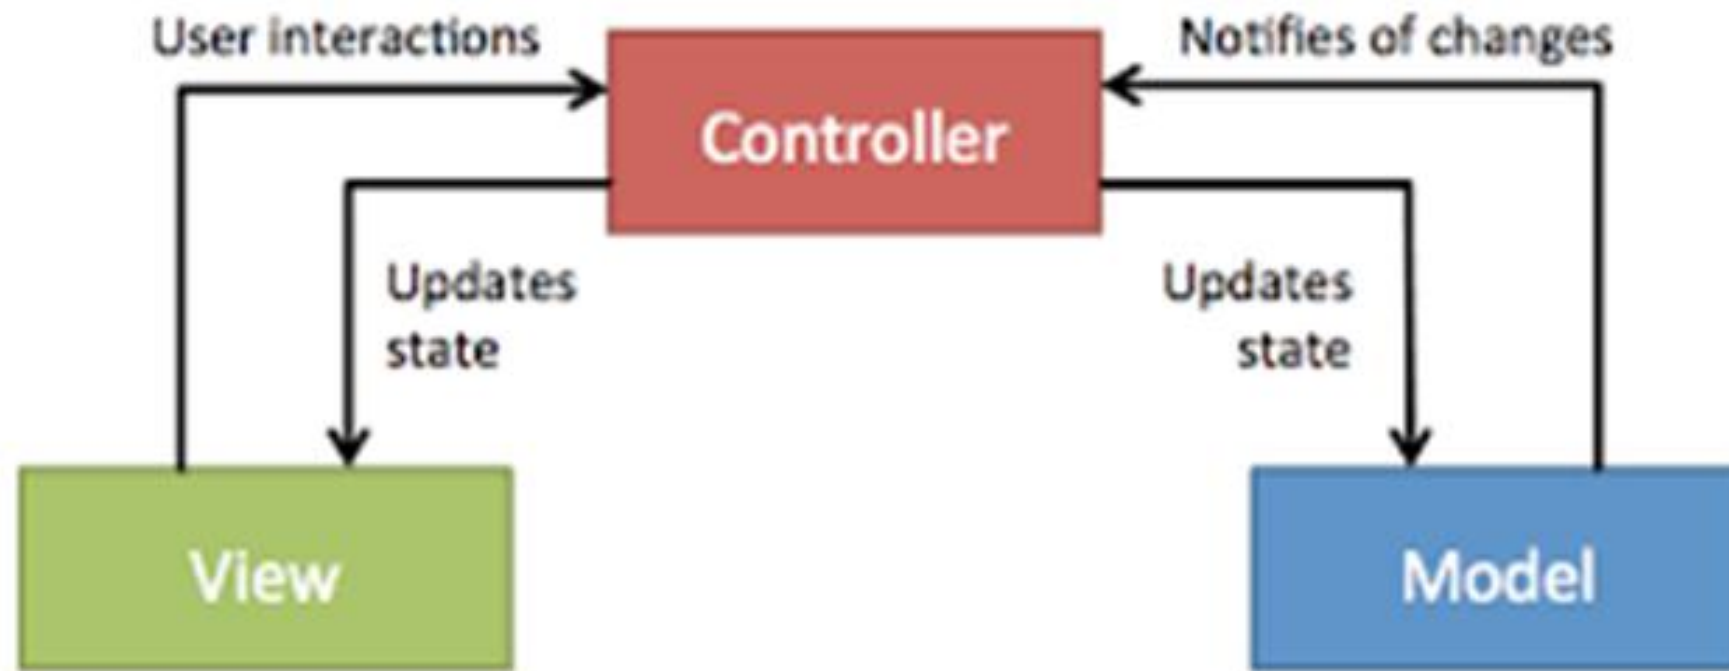 User interactions
Notifies of changes
Controller
Updates
state
Updates
state
View
Model